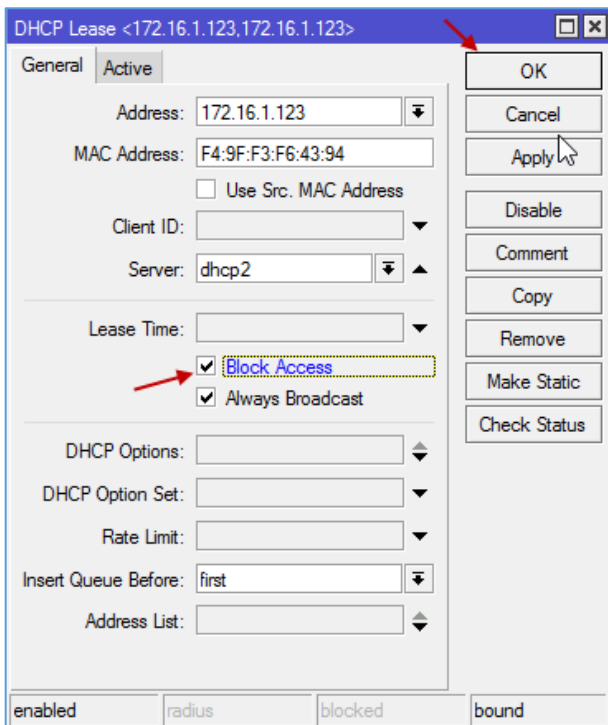 DHCP Lease <172.16.1.123,172.16.1.123>
General Active
Address: 172.16.1.123
MAC Address: F4:9F:F3:F6:43:94
Use Src. MAC Address
Client ID:
Server: dhcp2
Lease Time:
Block Access
Always Broadcast
DHCP Options:
DHCP Option Set:
Rate Limit:
Insert Queue Before: first
Address List:
OK
Cancel
Apply
Disable
Comment
Copy
Remove
Make Static
Check Status
enabled radius blocked bound